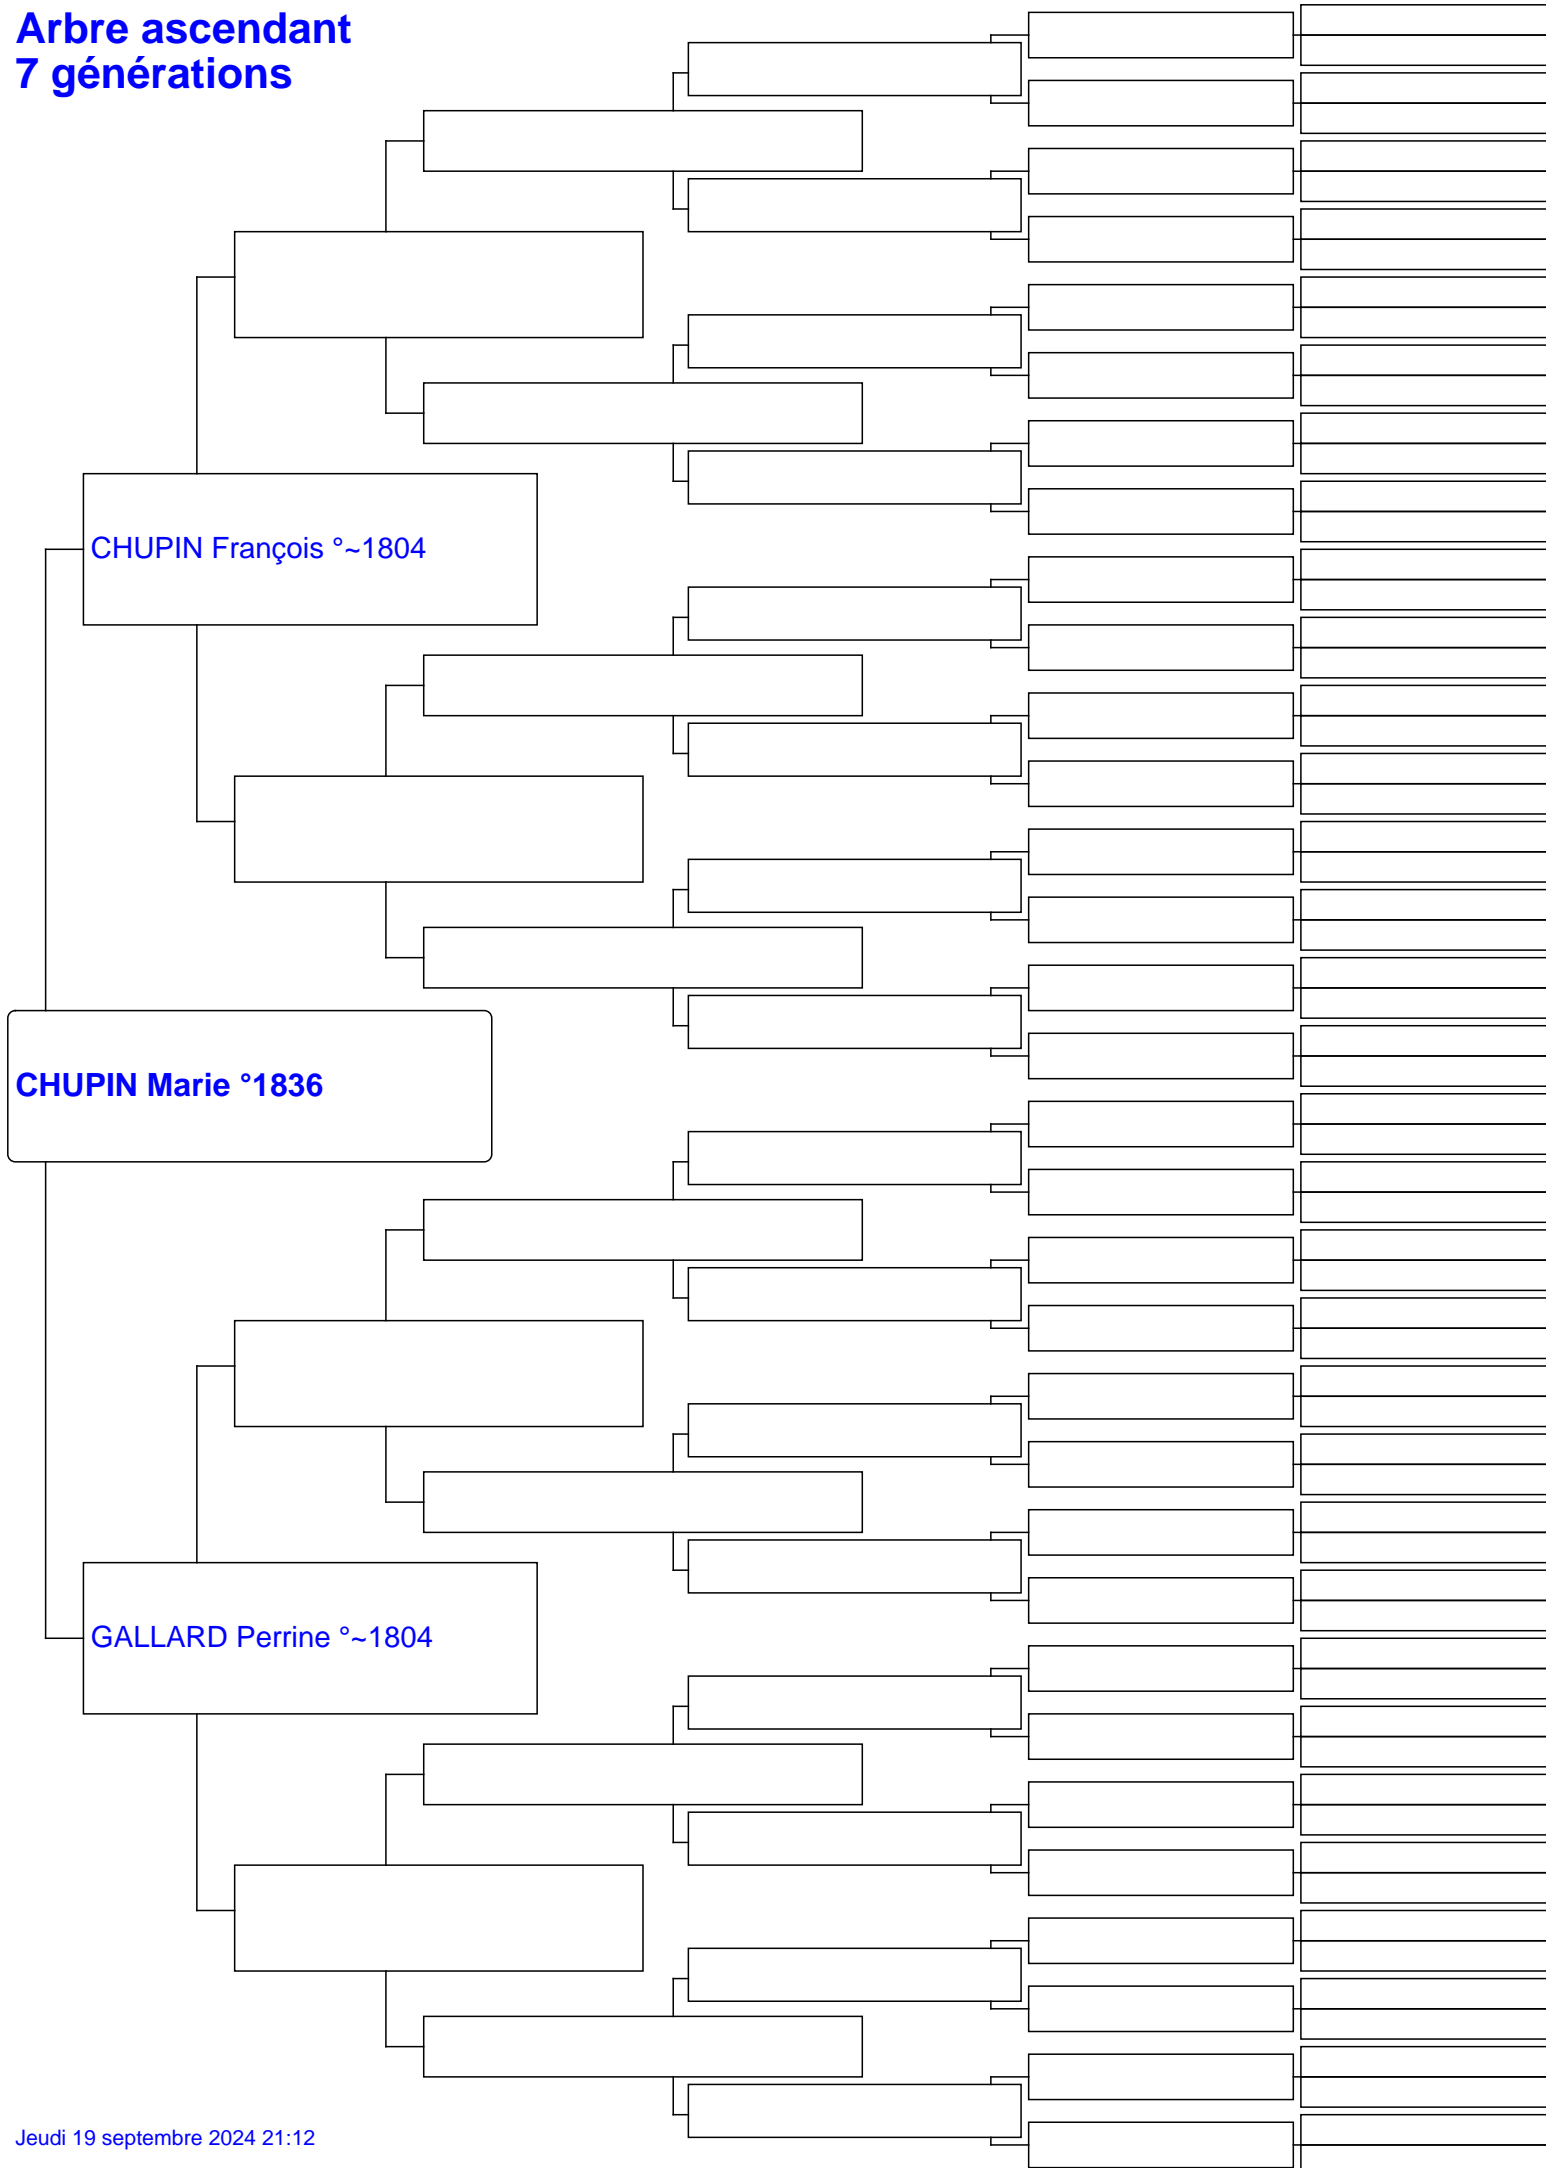 Arbre ascendant
7 générations
CHUPIN François °~1804
CHUPIN Marie °1836
GALLARD Perrine °~1804
Jeudi 19 septembre 2024 21:12